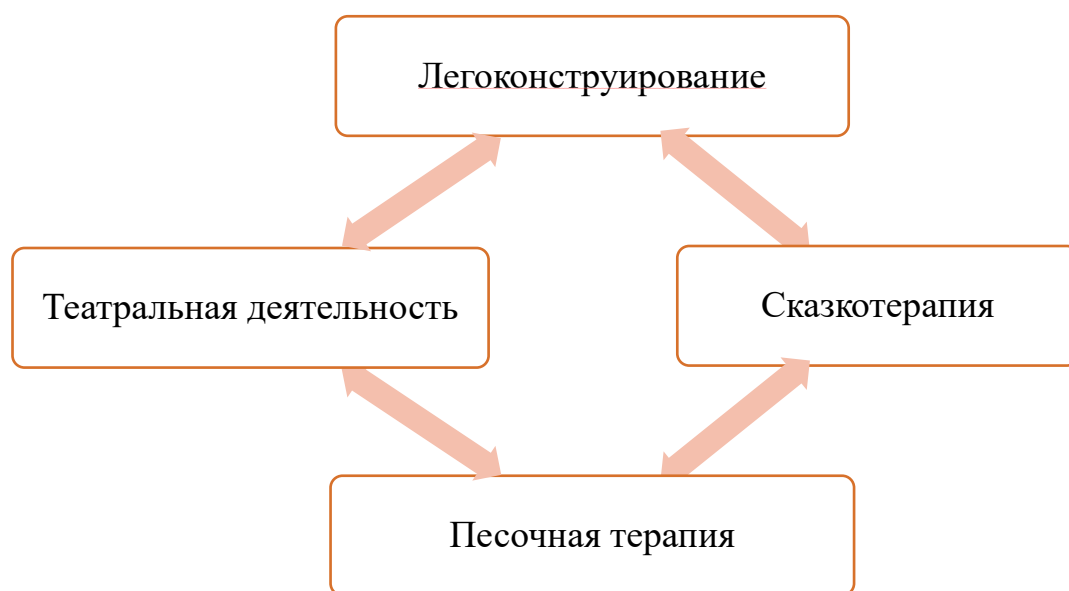 Легоконструирование
Театральная деятельность
Сказкотерапия
Песочная терапия